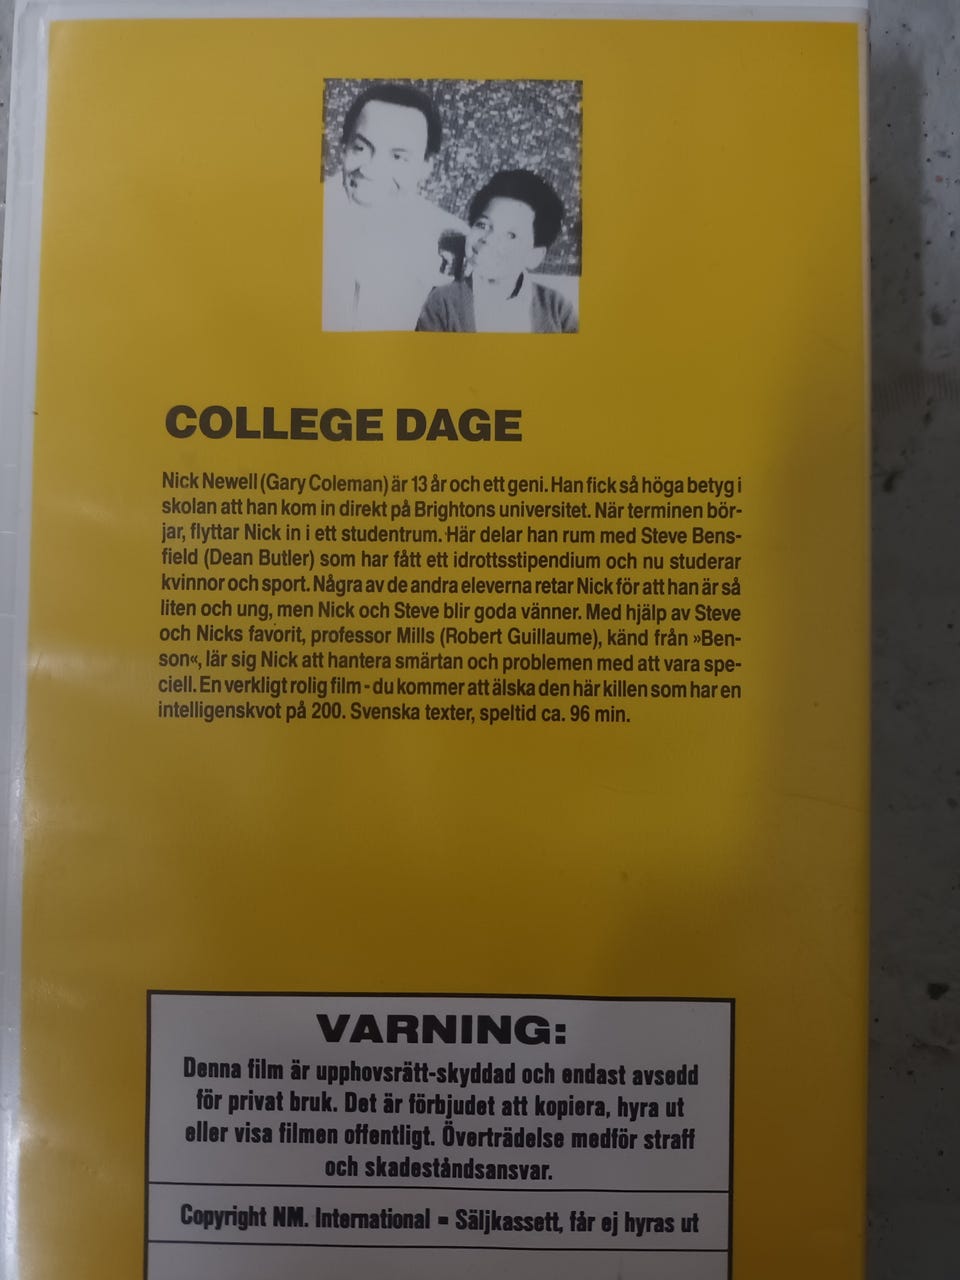 COLLEGE DAGE
Nick Newell (Gary Coleman) är 13 år och ett geni. Han fick så höga betyg i
skolan att han kom in direkt på Brightons universitet. När terminen bör-
jar, flyttar Nick in i ett studentrum. Här delar han rum med Steve Bens-
field (Dean Butler) som har fått ett idrottsstipendium och nu studerar
kvinnor och sport. Några av de andra eleverna retar Nick för att han är så
liten och ung, men Nick och Steve blir goda vänner. Med hjälp av Steve
och Nicks favorit, professor Mills (Robert Guillaume), känd från »Ben-
son«, lär sig Nick att hantera smärtan och problemen med att vara spe-
ciell. En verkligt rolig film - du kommer att älska den här killen som har en
intelligenskvot på 200. Svenska texter, speltid ca. 96 min.
VARNING:
Denna film är upphovsrätt-skyddad och endast avsedd
för privat bruk. Det är förbjudet att kopiera, hyra ut
eller visa filmen offentligt. Överträdelse medför straff
och skadeståndsansvar.
Copyright NM. International = Säljkassett, får ej hyras ut